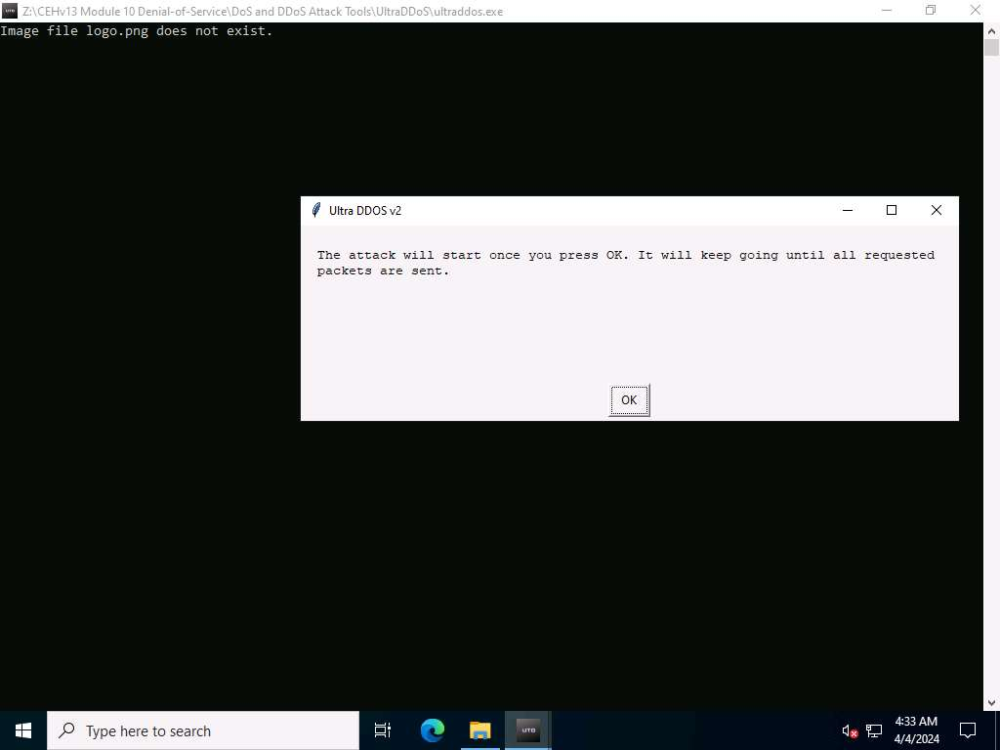 Z:\CEHv13 Module 10 Denial-of-Service\DoS and DDoS Attack Tools\UltraDDoS\ultraddos.exe
Image file logo.png does not exist.
Ultra DDOS v2
The attack will start once you press OK. It will keep going until all requested
packets are sent.
OK
Type here to search
UTD
4:33 AM
4/4/2024